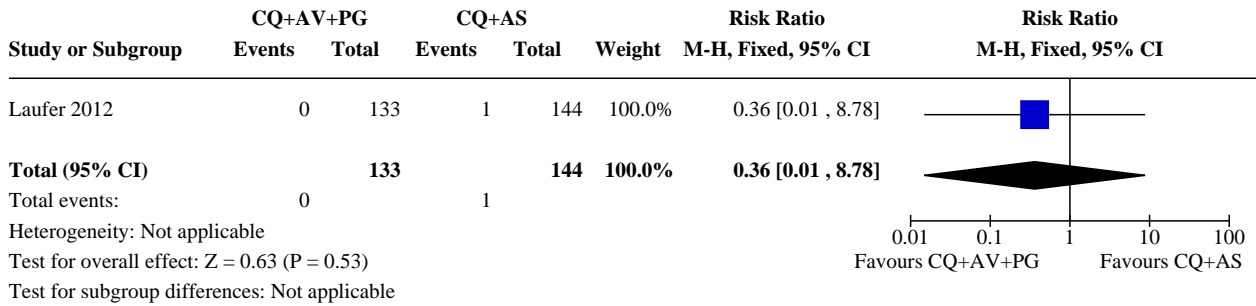 CQ+AV+PG CQ+AS Risk Ratio Risk Ratio
Study or Subgroup Events Total Events Total Weight M-H, Fixed, 95% CI M-H, Fixed, 95% CI
Laufer 2012 0 133 1 144 100.0% 0.36 [0.01 , 8.78]
Total (95% CI) 133 144 100.0% 0.36 [0.01 , 8.78]
Total events: 0 1
Heterogeneity: Not applicable
0.01 0.1 1 10 100
Test for overall effect: Z = 0.63 (P = 0.53)
Favours CQ+AV+PG Favours CQ+AS
Test for subgroup differences: Not applicable